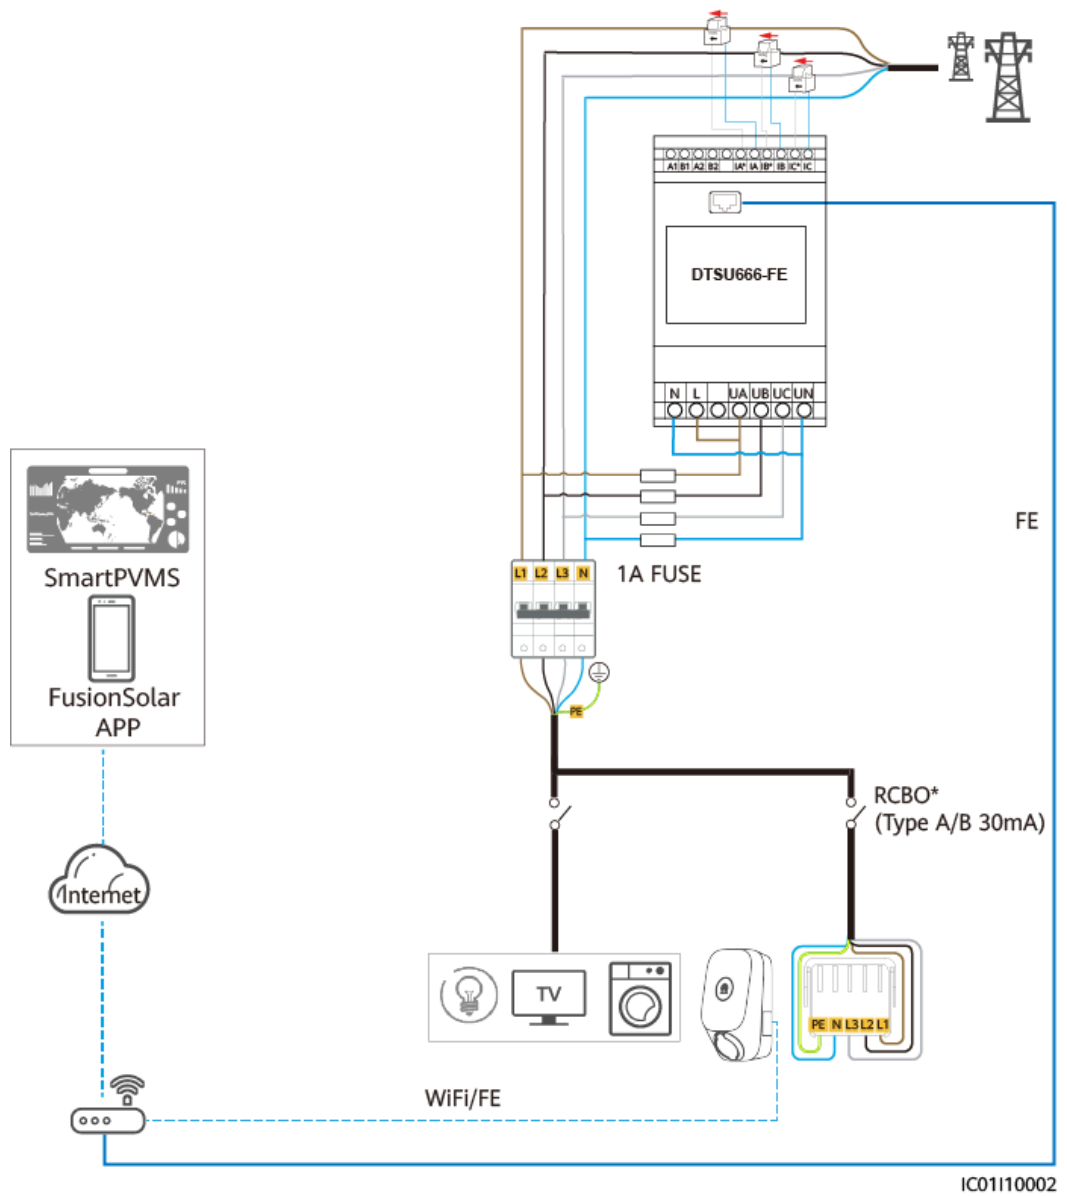 A1 B1 A2 B2 IA* IA IB* IB IC* IC
DTSU666-FE
N L UA UB UC UN
FE
SmartPVMS
FusionSolar
APP
L1 L2 L3 N
1A FUSE
PE
RCBO*
(Type A/B 30mA)
Internet
TV
PE N L3 L2 L1
WiFi/FE
IC01I10002